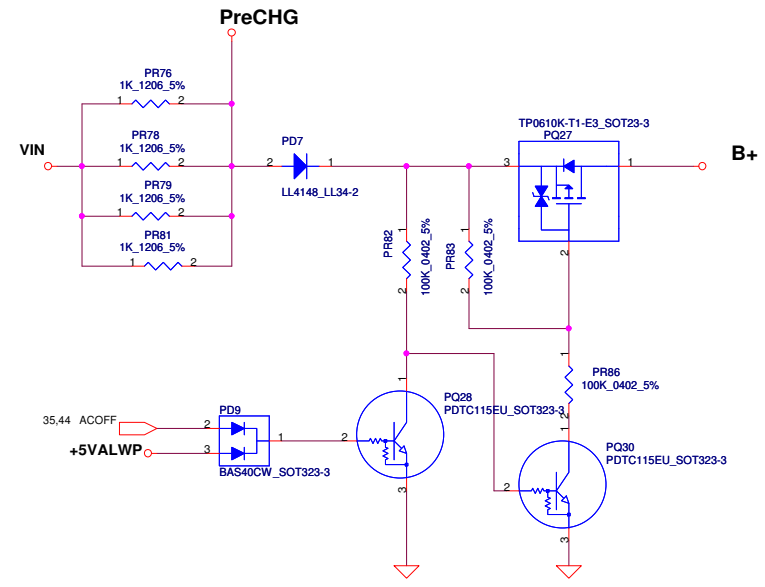 PreCHG
PR76
1K_1206_5%
1 2
VIN
PR78
1K_1206_5%
1 2
PR79
1K_1206_5%
1 2
PR81
1K_1206_5%
1 2
PD7
2 1
LL4148_LL34-2
TP0610K-T1-E3_SOT23-3
PQ27
3 1
2
B+
PR82
100K_0402_5%
1
2
PR83
100K_0402_5%
1
2
PR86
100K_0402_5%
1
2
35,44 ACOFF
+5VALWP
PD9
2
3
1
BAS40CW_SOT323-3
PQ28
PDTC115EU_SOT323-3
1
2
3
PQ30
PDTC115EU_SOT323-3
1
2
3